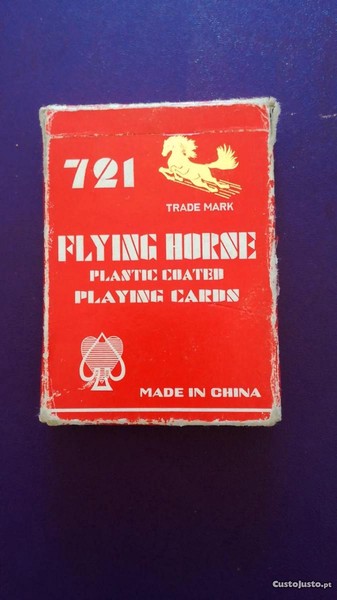 721
TRADE MARK
FLYING HORSE
PLASTIC COATED
PLAYING CARDS
MADE IN CHINA
CustoJusto.pt